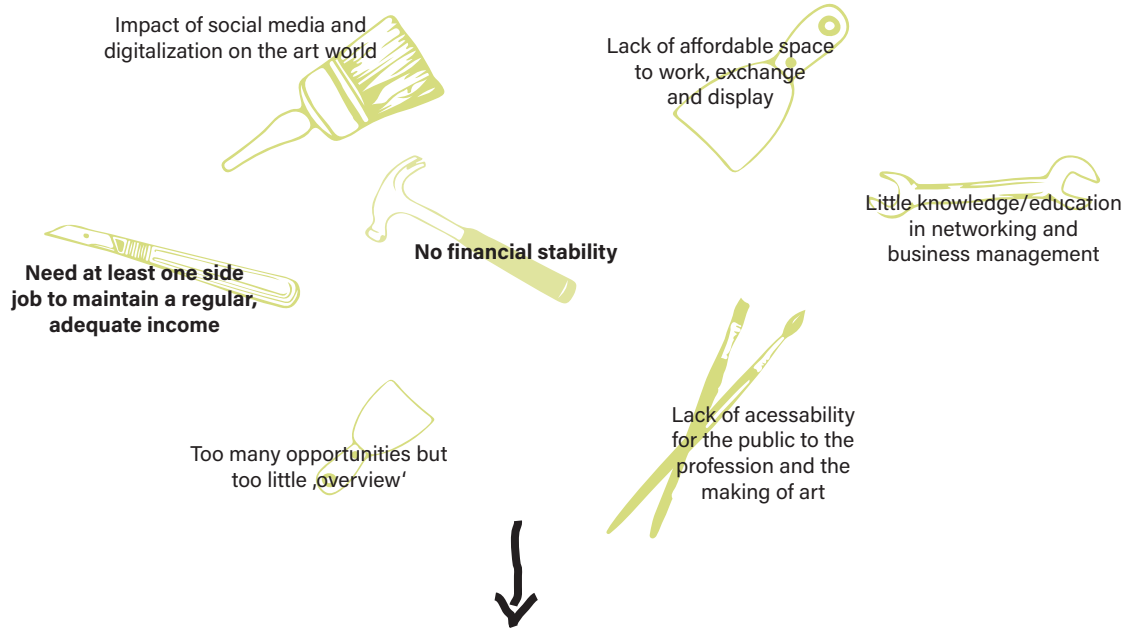 Impact of social media and
digitalization on the art world
Lack of affordable space
to work, exchange
and display
Little knowledge/education
in networking and
business management
No financial stability
Need at least one side
job to maintain a regular,
adequate income
Too many opportunities but
too little ‚overview‘
Lack of acessability
for the public to the
profession and the
making of art